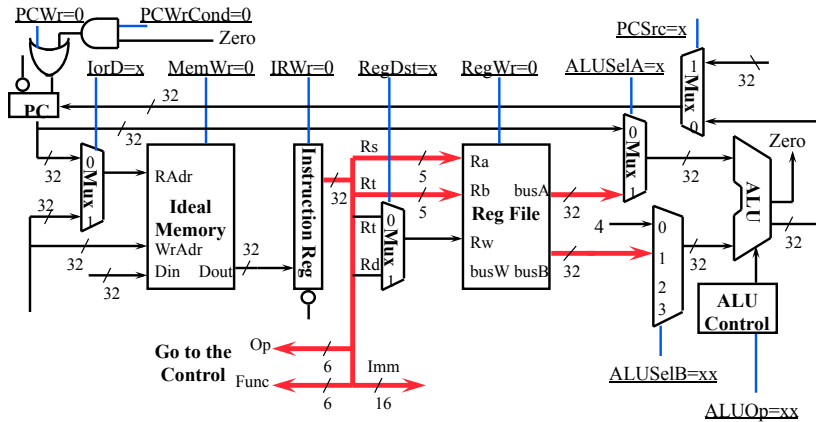 PCWr=0
PCWrCond=0
Zero
PCSrc=x
IorD=x
MemWr=0
IRWr=0
RegDst=x
RegWr=0
ALUSelA=x
1
Mux
0
32
PC
32
32
32
0
Mux
1
RAdr
Ideal
Memory
WrAdr
Din
Dout
32
32
32
32
Instruction Reg
32
Rs
5
Rt
5
Rt
Rd
0
Mux
1
Ra
Rb
busA
Reg File
Rw
busW
busB
32
32
0
Mux
1
32
4
0
1
2
3
32
ALU
Zero
32
ALU
Control
Go to the
Control
Op
6
Func
6
Imm
16
ALUSelB=xx
ALUOp=xx